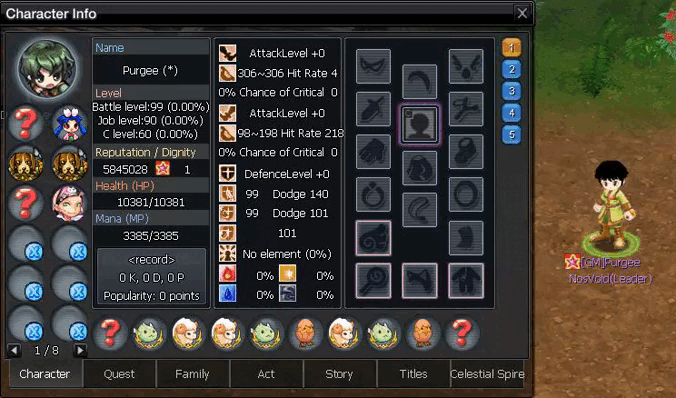 Character Info
Name
Purgee (*)
Level
Battle level:99 (0.00%)
Job level:90 (0.00%)
C level:60 (0.00%)
Reputation / Dignity
5845028 1
Health (HP)
10381/10381
Mana (MP)
3385/3385
<record>
0 K, 0 D, 0 P
Popularity: 0 points
AttackLevel +0
306~306 Hit Rate 4
0% Chance of Critical 0
AttackLevel +0
98~198 Hit Rate 218
0% Chance of Critical 0
DefenceLevel +0
99 Dodge 140
99 Dodge 101
101
No element (0%)
0% 0%
0% 0%
1
2
3
4
5
1 / 8
Character
Quest
Family
Act
Story
Titles
Celestial Spire
[GM]Purgee
NosVoid(Leader)